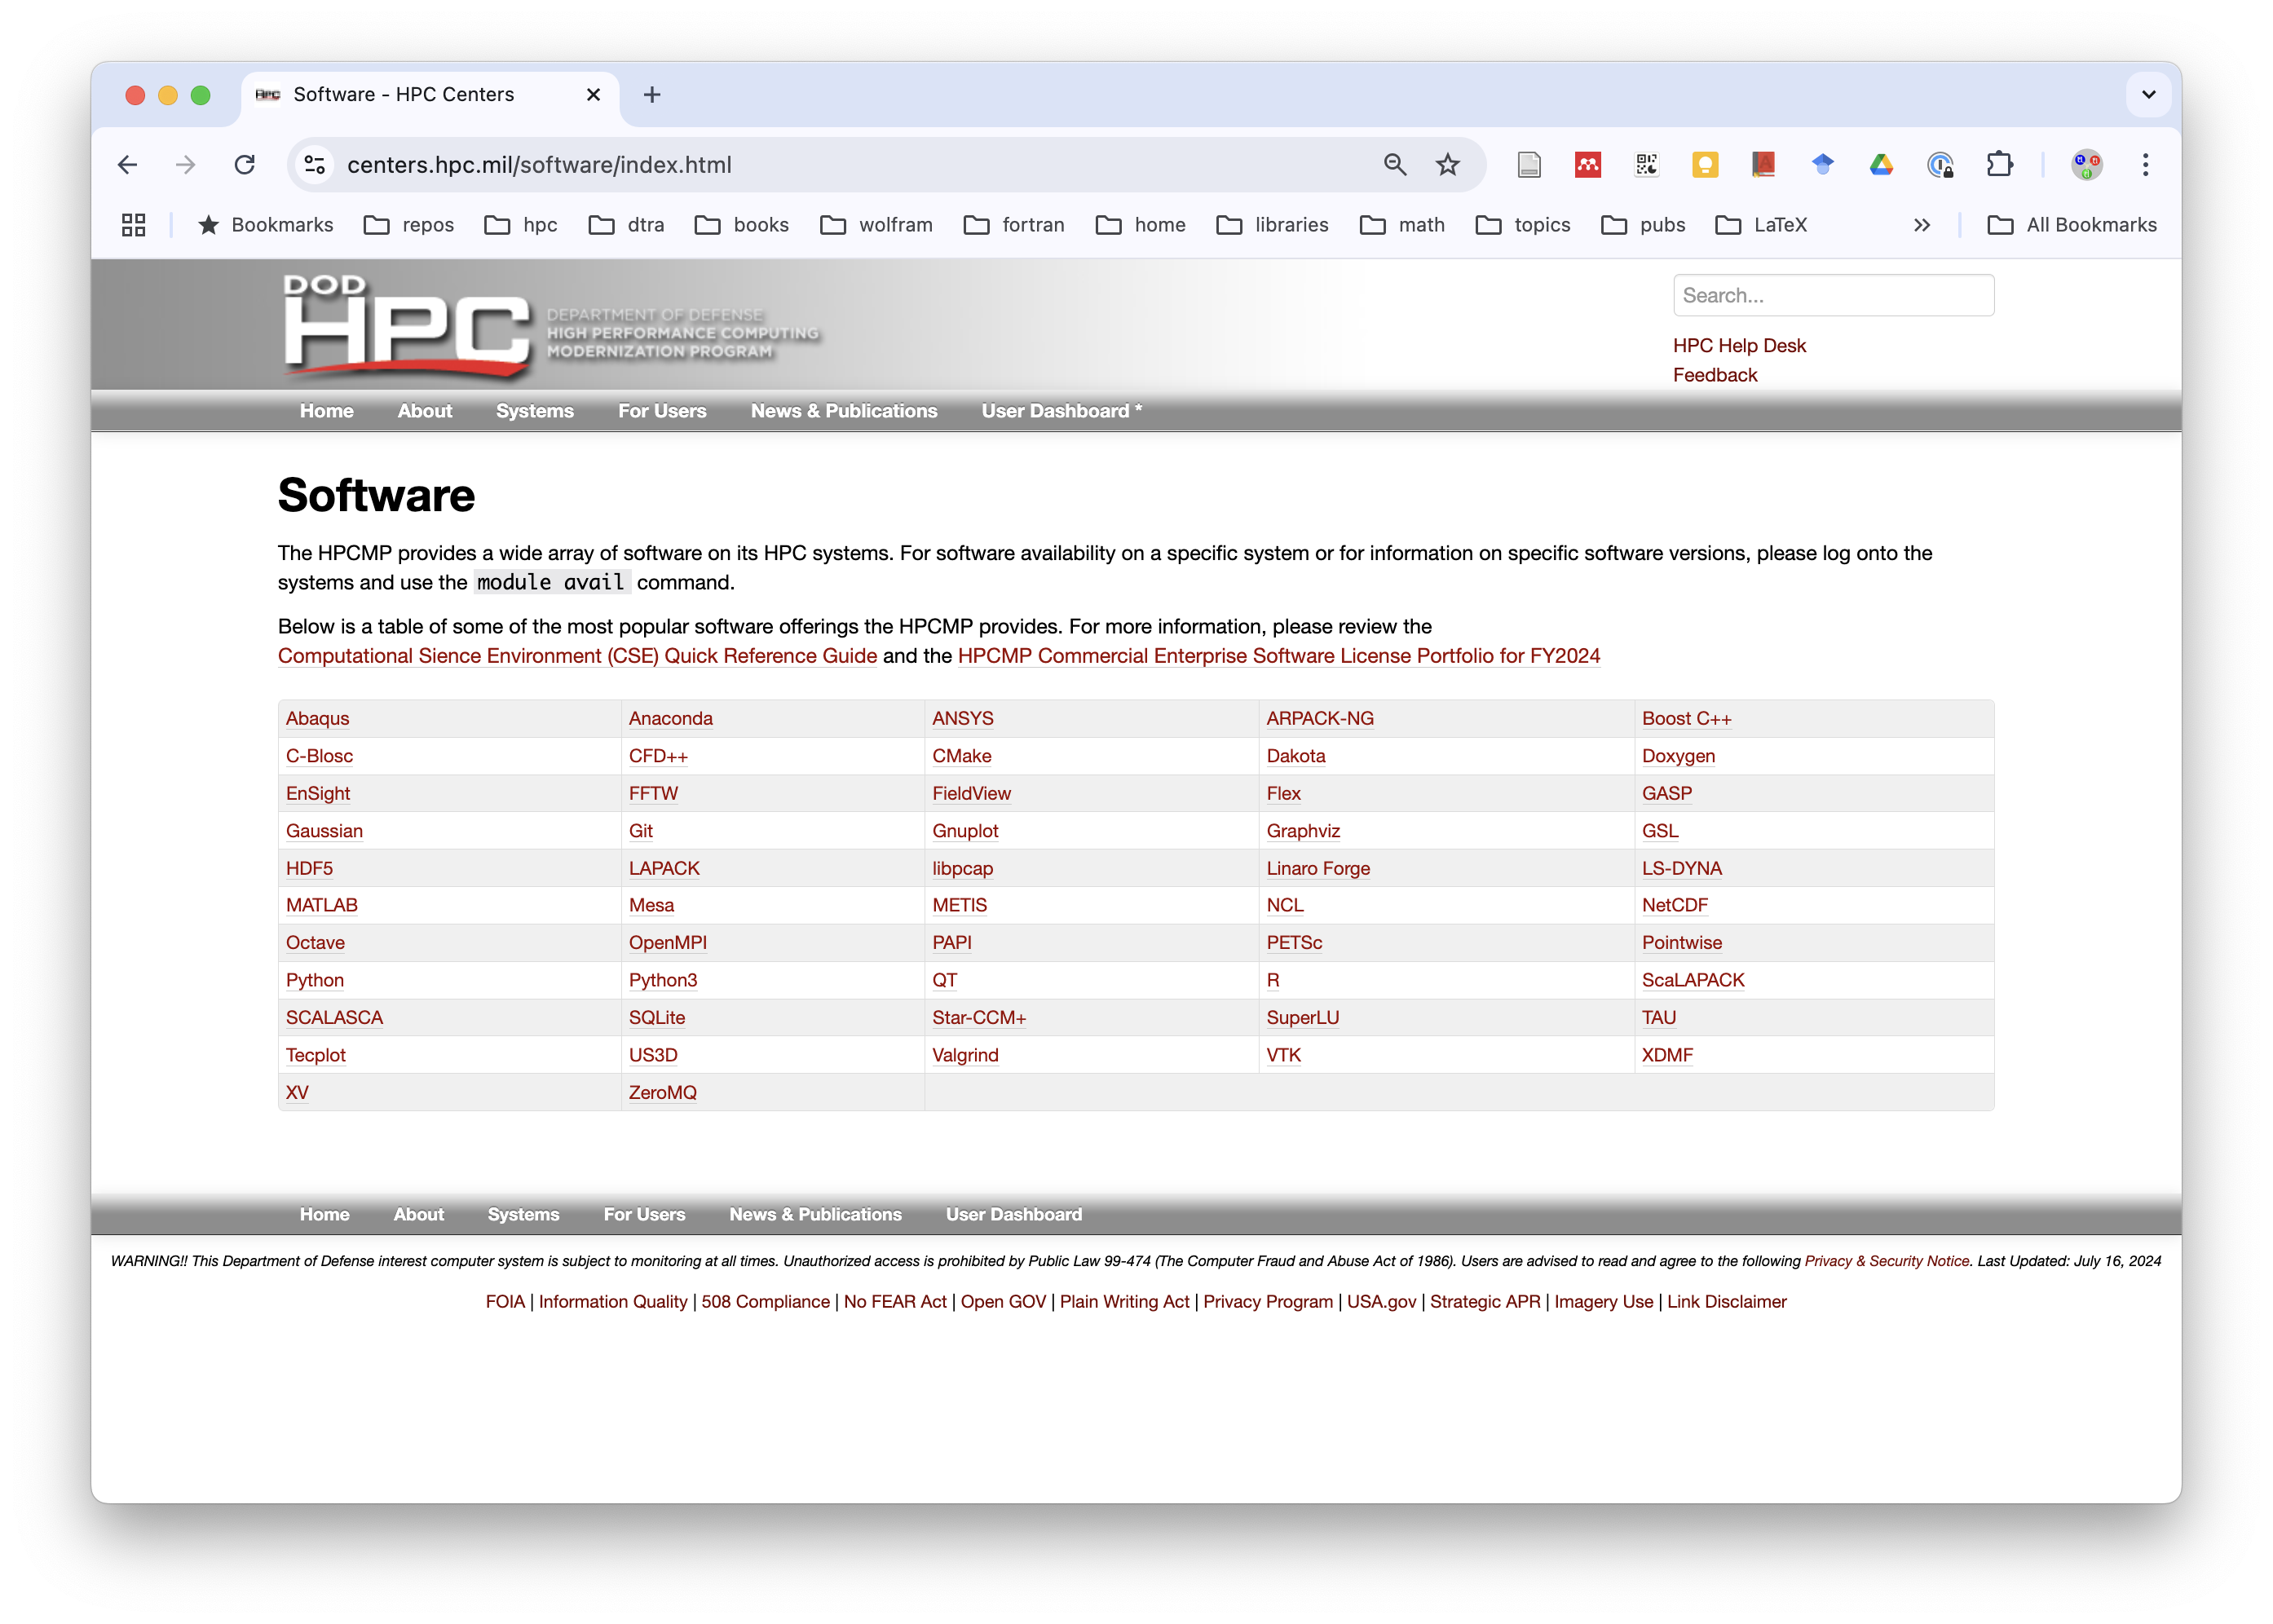 Software - HPC Centers
centers.hpc.mil/software/index.html
Bookmarks repos hpc dtra books wolfram fortran home libraries math topics pubs LaTeX » All Bookmarks
DOD
HPC
DEPARTMENT OF DEFENSE
HIGH PERFORMANCE COMPUTING
MODERNIZATION PROGRAM
Search...
HPC Help Desk
Feedback
Home About Systems For Users News & Publications User Dashboard *
Software
The HPCMP provides a wide array of software on its HPC systems. For software availability on a specific system or for information on specific software versions, please log onto the
systems and use the module avail command.
Below is a table of some of the most popular software offerings the HPCMP provides. For more information, please review the
Computational Sience Environment (CSE) Quick Reference Guide and the HPCMP Commercial Enterprise Software License Portfolio for FY2024
Abaqus Anaconda ANSYS ARPACK-NG Boost C++
C-Blosc CFD++ CMake Dakota Doxygen
EnSight FFTW FieldView Flex GASP
Gaussian Git Gnuplot Graphviz GSL
HDF5 LAPACK libpcap Linaro Forge LS-DYNA
MATLAB Mesa METIS NCL NetCDF
Octave OpenMPI PAPI PETSc Pointwise
Python Python3 QT R ScaLAPACK
SCALASCA SQLite Star-CCM+ SuperLU TAU
Tecplot US3D Valgrind VTK XDMF
XV ZeroMQ
Home About Systems For Users News & Publications User Dashboard
WARNING!! This Department of Defense interest computer system is subject to monitoring at all times. Unauthorized access is prohibited by Public Law 99-474 (The Computer Fraud and Abuse Act of 1986). Users are advised to read and agree to the following Privacy & Security Notice. Last Updated: July 16, 2024
FOIA | Information Quality | 508 Compliance | No FEAR Act | Open GOV | Plain Writing Act | Privacy Program | USA.gov | Strategic APR | Imagery Use | Link Disclaimer